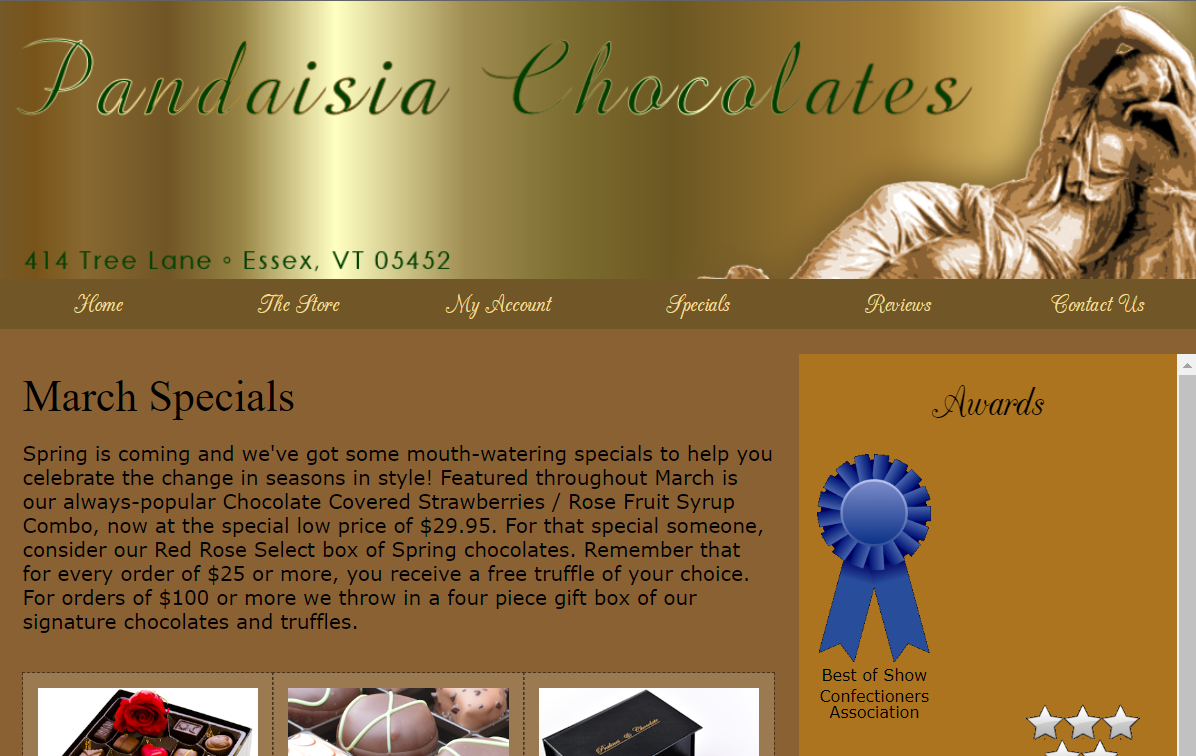 Pandaisia Chocolates
414 Tree Lane ◦ Essex, VT 05452
Home The Store My Account Specials Reviews Contact Us
March Specials
Spring is coming and we've got some mouth-watering specials to help you
celebrate the change in seasons in style! Featured throughout March is
our always-popular Chocolate Covered Strawberries / Rose Fruit Syrup
Combo, now at the special low price of $29.95. For that special someone,
consider our Red Rose Select box of Spring chocolates. Remember that
for every order of $25 or more, you receive a free truffle of your choice.
For orders of $100 or more we throw in a four piece gift box of our
signature chocolates and truffles.
Awards
Best of Show
Confectioners
Association